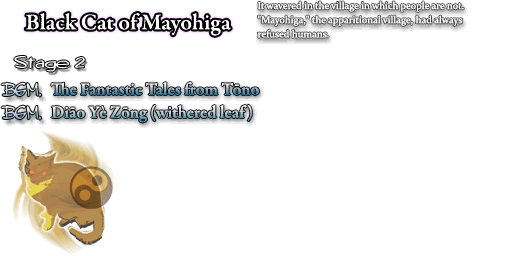 Black Cat of Mayohiga
It wavered in the village in which people are not.
"Mayohiga," the apparitional village, had always
refused humans.
Stage 2
BGM. The Fantastic Tales from Tōno
BGM. Diāo Yè Zōng (withered leaf)